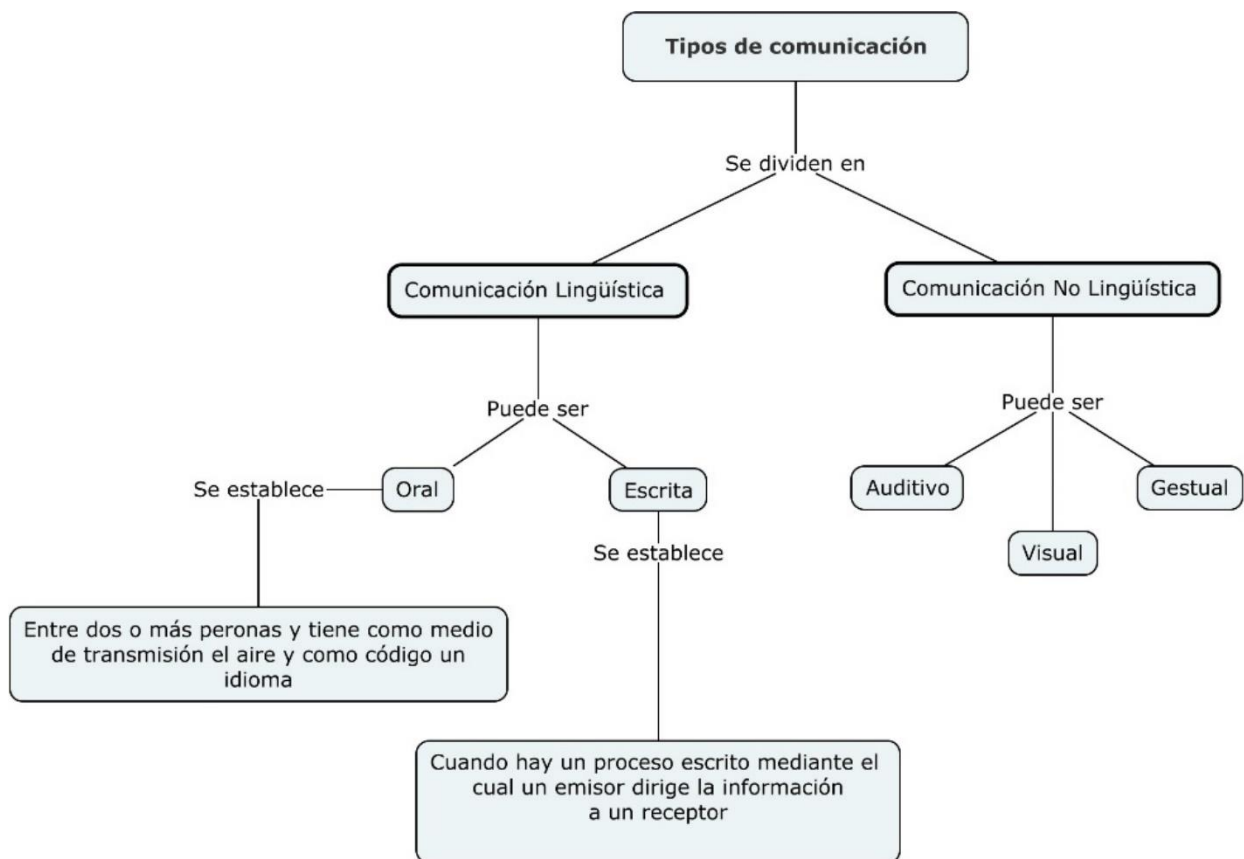 Tipos de comunicación
Se dividen en
Comunicación Lingüística
Comunicación No Lingüística
Puede ser
Puede ser
Se establece
Oral
Escrita
Auditivo
Gestual
Visual
Se establece
Entre dos o más peronas y tiene como medio
de transmisión el aire y como código un
idioma
Cuando hay un proceso escrito mediante el
cual un emisor dirige la información
a un receptor